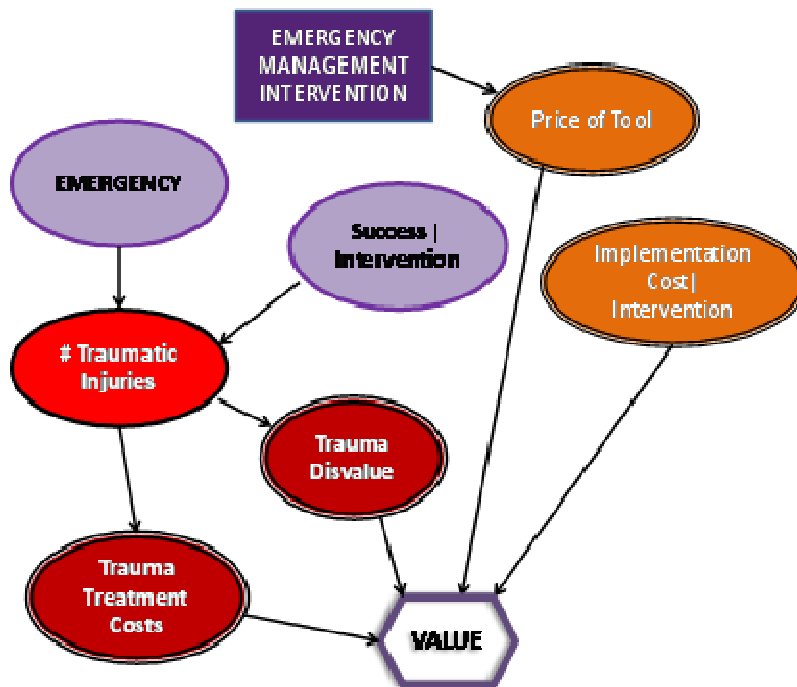 EMERGENCY
MANAGEMENT
INTERVENTION
Price of Tool
EMERGENCY
Success |
Intervention
Implementation
Cost|
Intervention
# Traumatic
Injuries
Trauma
Disvalue
Trauma
Treatment
Costs
VALUE